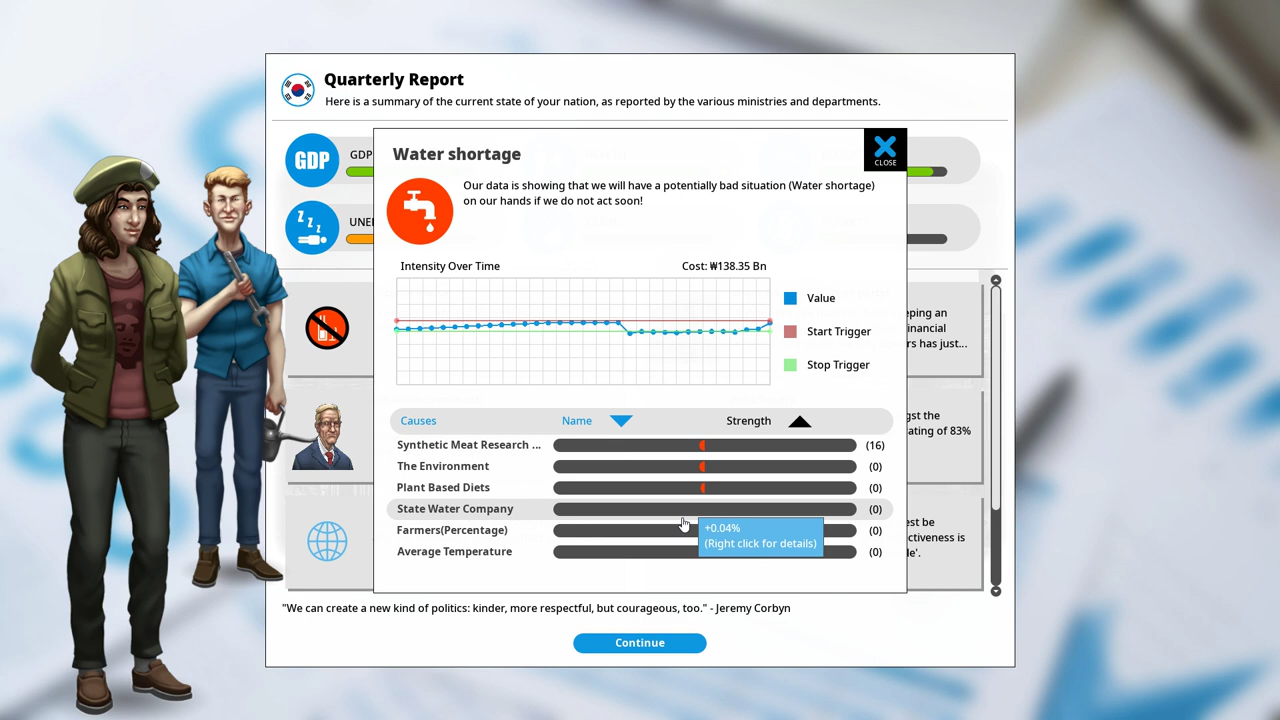 Quarterly Report
Here is a summary of the current state of your nation, as reported by the various ministries and departments.
GDP
GDP
UNE
Water shortage
CLOSE
Our data is showing that we will have a potentially bad situation (Water shortage)
on our hands if we do not act soon!
Intensity Over Time
Cost: ₩138.35 Bn
Value
Start Trigger
Stop Trigger
Causes
Name
Strength
Synthetic Meat Research ...
(16)
The Environment
(0)
Plant Based Diets
(0)
State Water Company
(0)
Farmers(Percentage)
(0)
Average Temperature
(0)
+0.04%
(Right click for details)
eping an
inancial
rs has just...
gst the
ating of 83%
est be
ectiveness is
le'.
"We can create a new kind of politics: kinder, more respectful, but courageous, too." - Jeremy Corbyn
Continue